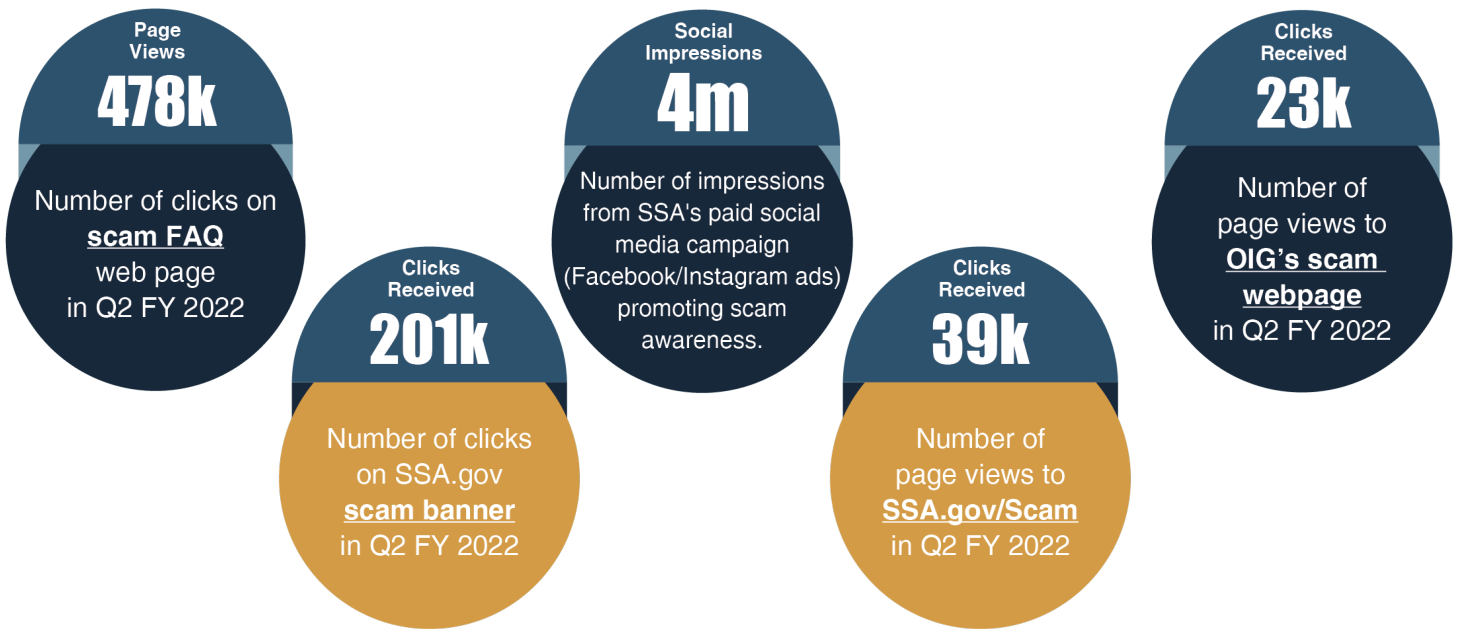 Page
Views
478k
Number of clicks on
scam FAQ
web page
in Q2 FY 2022
Clicks
Received
201k
Number of clicks
on SSA.gov
scam banner
in Q2 FY 2022
Social
Impressions
4m
Number of impressions
from SSA's paid social
media campaign
(Facebook/Instagram ads)
promoting scam
awareness.
Clicks
Received
39k
Number of
page views to
SSA.gov/Scam
in Q2 FY 2022
Clicks
Received
23k
Number of
page views to
OIG’s scam
webpage
in Q2 FY 2022